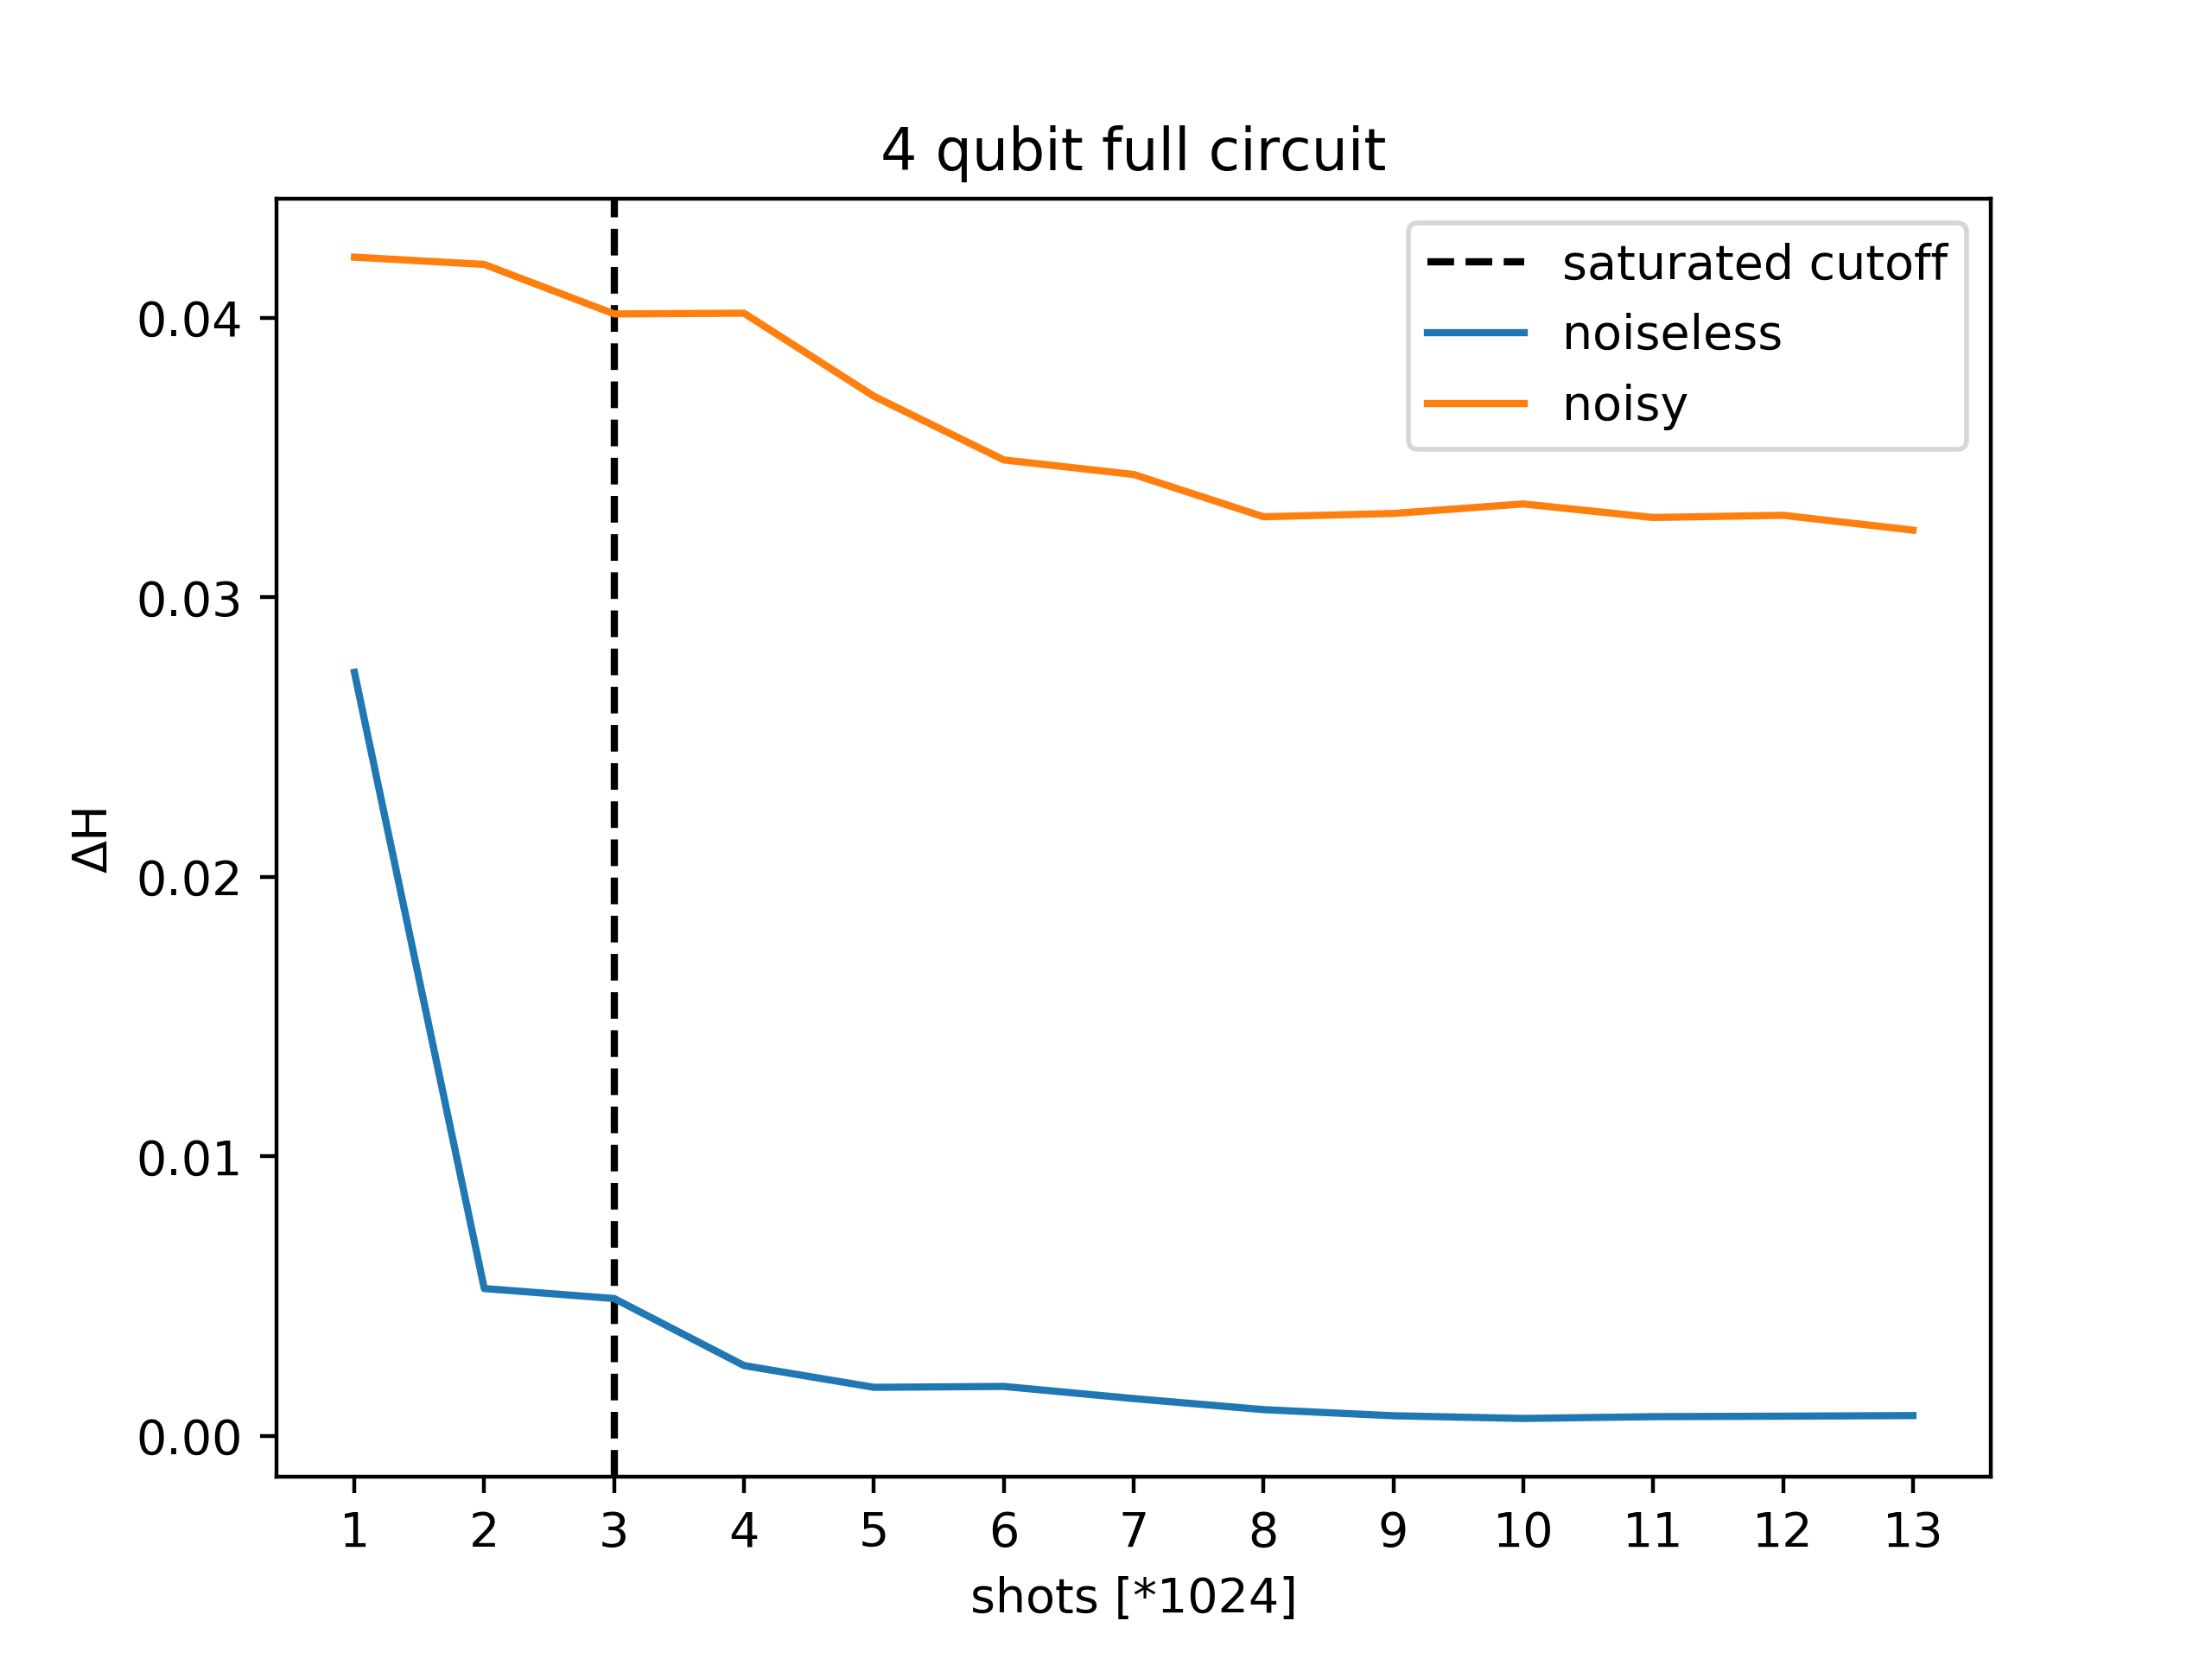 4 qubit full circuit
saturated cutoff
noiseless
noisy
0.04
0.03
0.02
0.01
0.00
ΔH
1 2 3 4 5 6 7 8 9 10 11 12 13
shots [*1024]